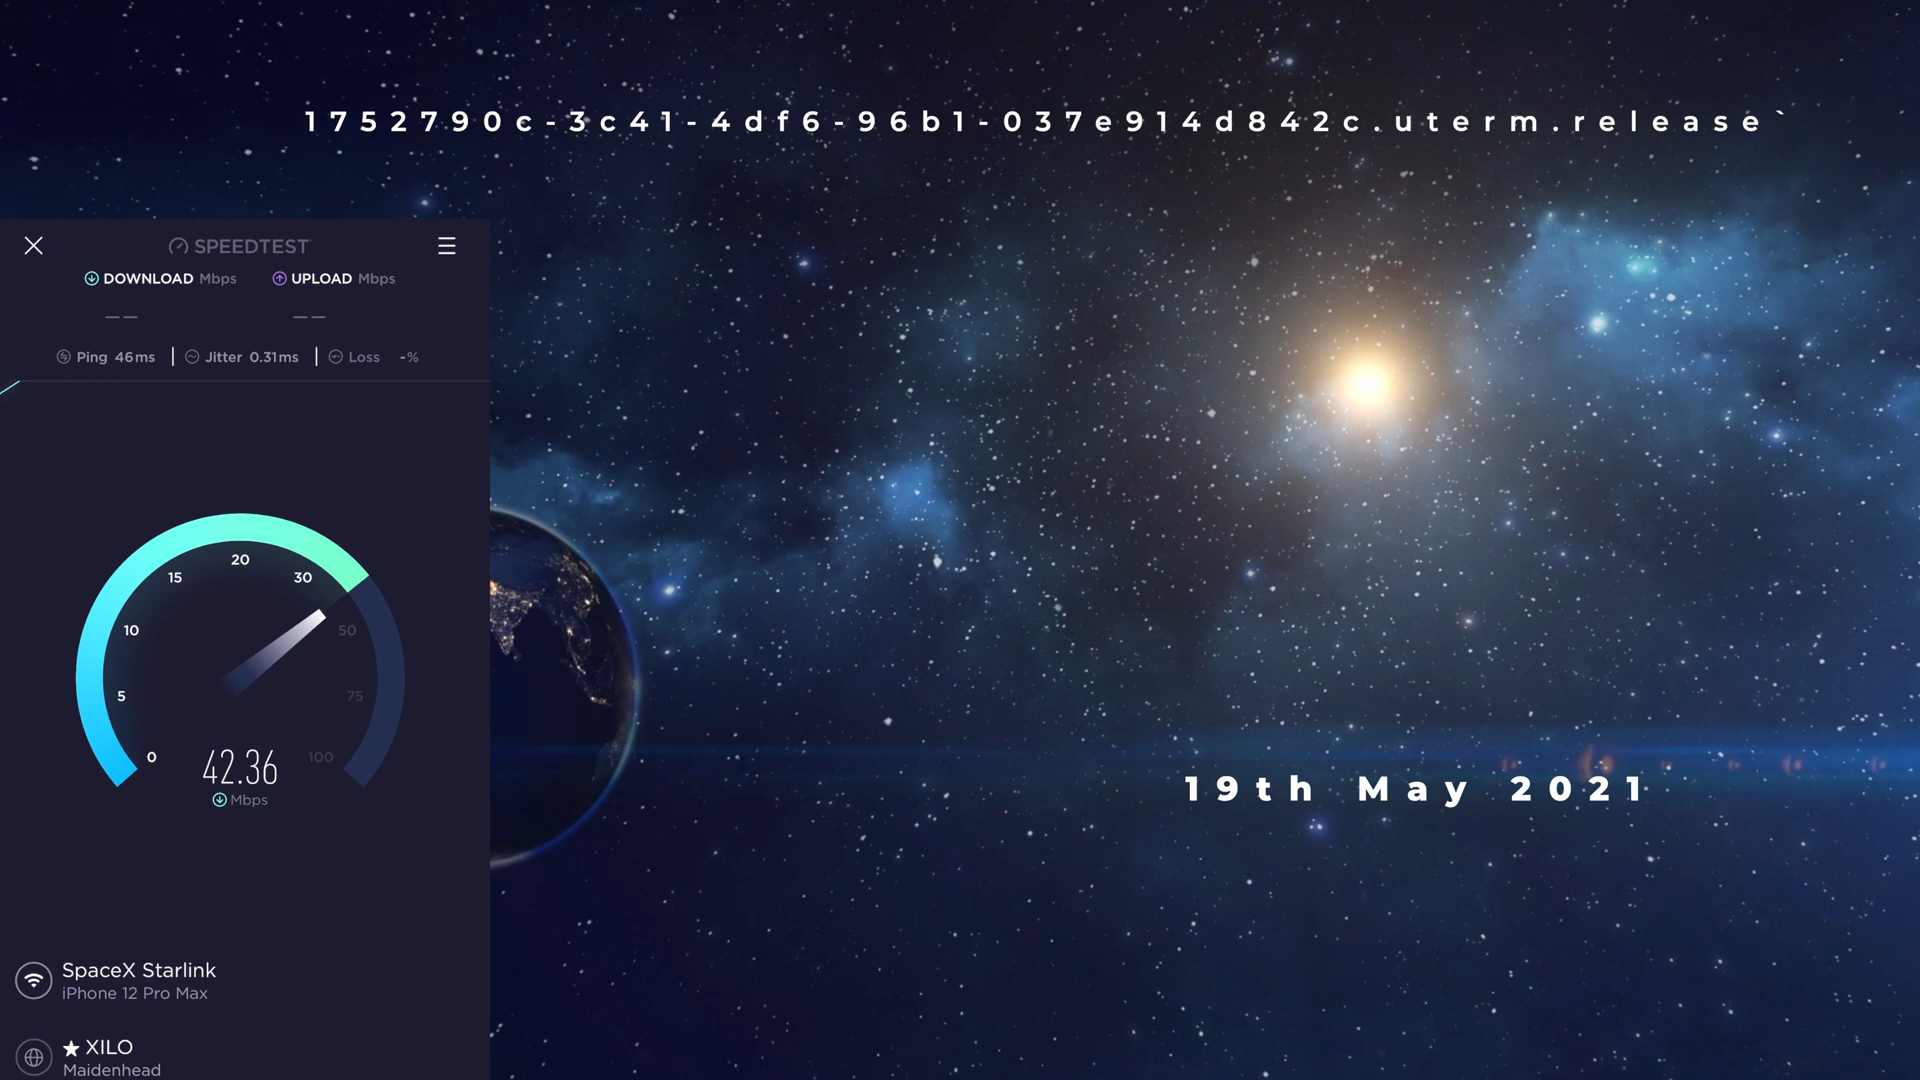 1752790c-3c41-4df6-96b1-037e914d842c.uterm.release`
SPEEDTEST
DOWNLOAD Mbps UPLOAD Mbps
— — — —
Ping 46ms Jitter 0.31ms Loss -%
20
15 30
10 50
5 75
0 100
42.36
Mbps
19th May 2021
SpaceX Starlink
iPhone 12 Pro Max
XILO
Maidenhead